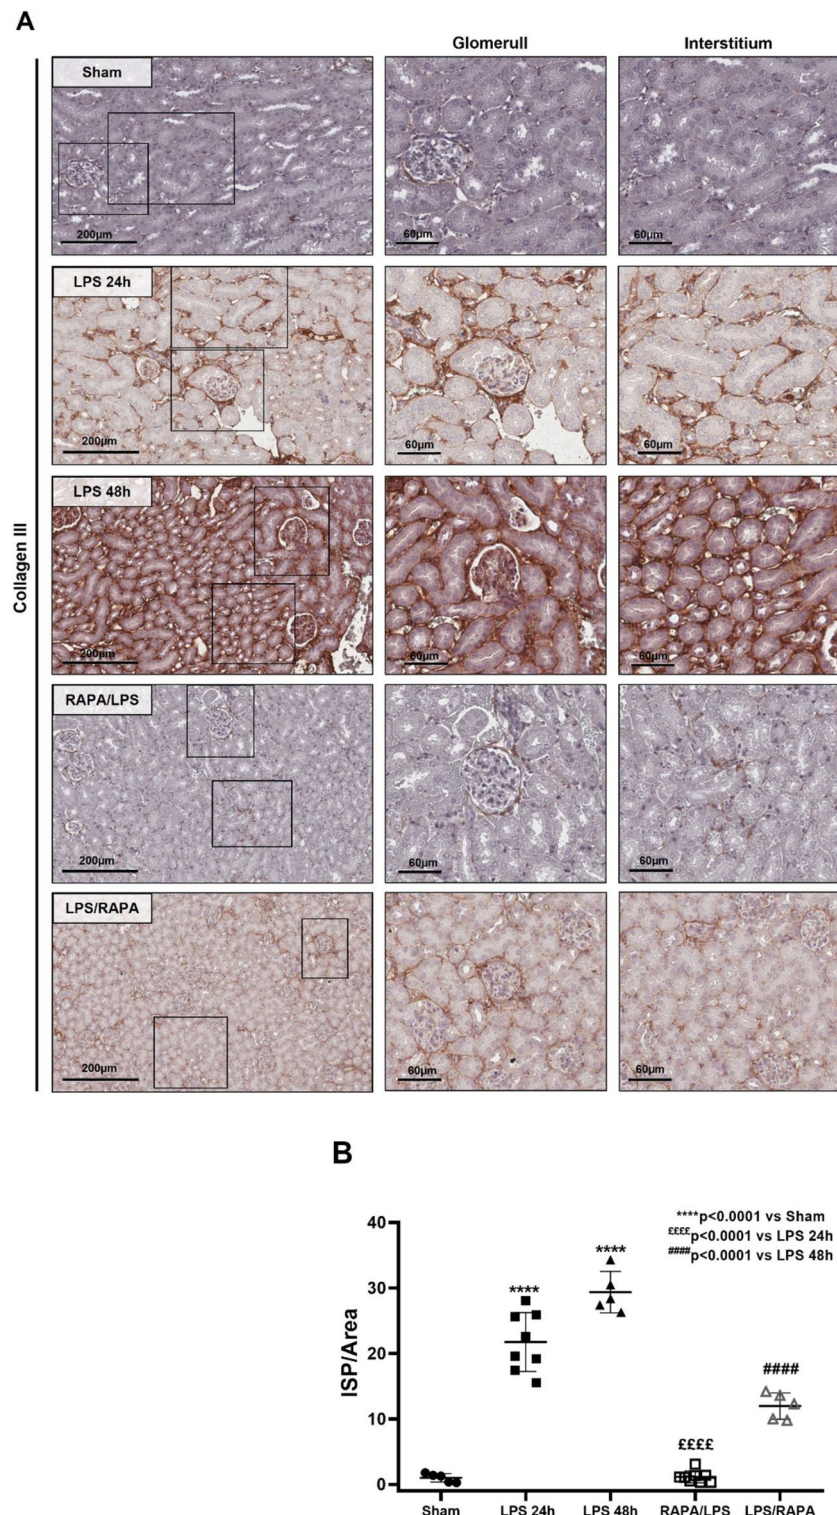 A
Glomerull
Interstitium
Collagen III
Sham
200µm
60µm
60µm
LPS 24h
200µm
60µm
60µm
LPS 48h
200µm
60µm
60µm
RAPA/LPS
200µm
60µm
60µm
LPS/RAPA
200µm
60µm
60µm
B
****p<0.0001 vs Sham
££££p<0.0001 vs LPS 24h
####p<0.0001 vs LPS 48h
ISP/Area
40
30
20
10
0
****
****
££££
####
Sham
LPS 24h
LPS 48h
RAPA/LPS
LPS/RAPA